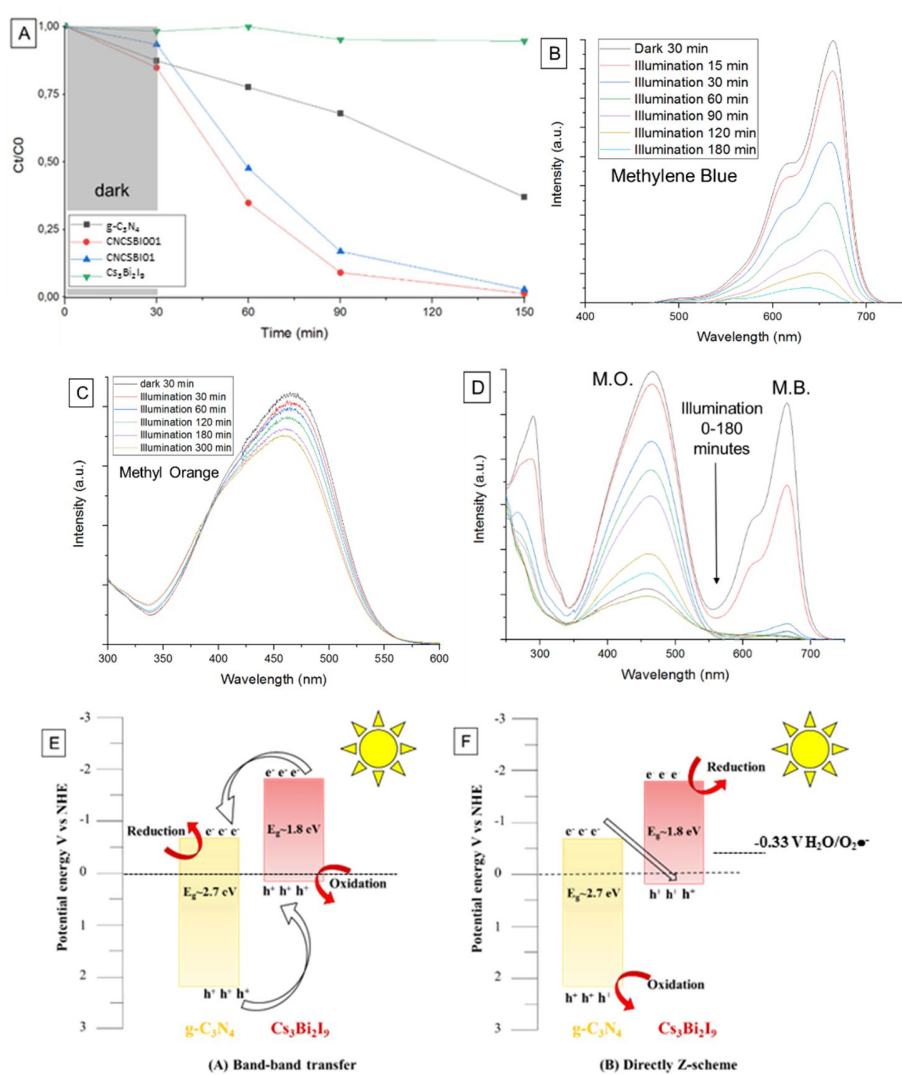 A
1,00
0,75
0,50
0,25
0,00
Ct/C0
dark
g-C₃N₄
CNCSBI001
CNCSBI01
Cs₃Bi₂I₉
0 30 60 90 120 150
Time (min)
B
Dark 30 min
Illumination 15 min
Illumination 30 min
Illumination 60 min
Illumination 90 min
Illumination 120 min
Illumination 180 min
Methylene Blue
Intensity (a.u.)
400 500 600 700
Wavelength (nm)
C
dark 30 min
Illumination 30 min
Illumination 60 min
Illumination 120 min
Illumination 180 min
Illumination 300 min
Methyl Orange
Intensity (a.u.)
300 350 400 450 500 550 600
Wavelength (nm)
D
M.O.
M.B.
Illumination
0-180
minutes
Intensity (a.u.)
300 400 500 600 700
Wavelength (nm)
E
-3
-2
-1
0
1
2
3
Potential energy V vs NHE
e⁻ e⁻ e⁻
Reduction
e⁻ e⁻ e⁻
Eg~1.8 eV
Eg~2.7 eV
h⁺ h⁺ h⁺
Oxidation
h⁺ h⁺ h⁺
g-C₃N₄ Cs₃Bi₂I₉
(A) Band-band transfer
F
-3
-2
-1
0
1
2
3
Potential energy V vs NHE
e e e
Reduction
e⁻ e⁻ e⁻
Eg~1.8 eV
-0.33 V H₂O/O₂●⁻
Eg~2.7 eV
h⁺ h⁺ h⁺
Oxidation
h⁺ h⁺ h⁺
g-C₃N₄ Cs₃Bi₂I₉
(B) Directly Z-scheme